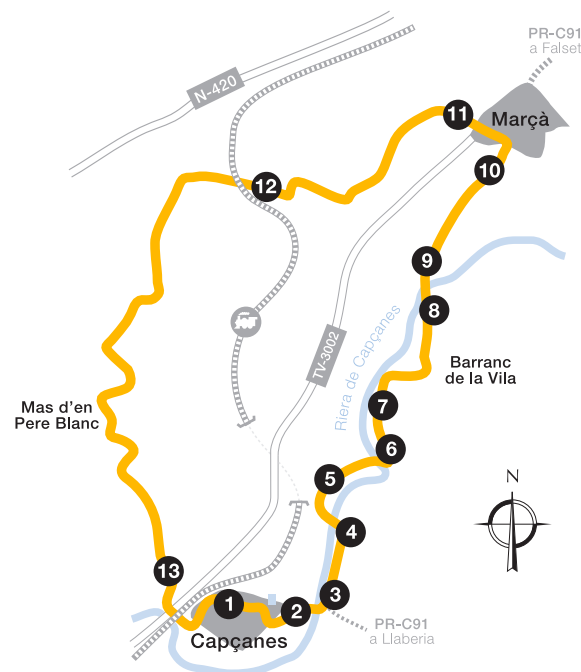 PR-C91
a Falset
N-420
11
Marçà
10
12
9
8
Riera de Capçanes
TV-3002
Barranc
de la Vila
7
Mas d'en
Pere Blanc
6
5
N
4
13
3
1
2
PR-C91
a Llaberia
Capçanes